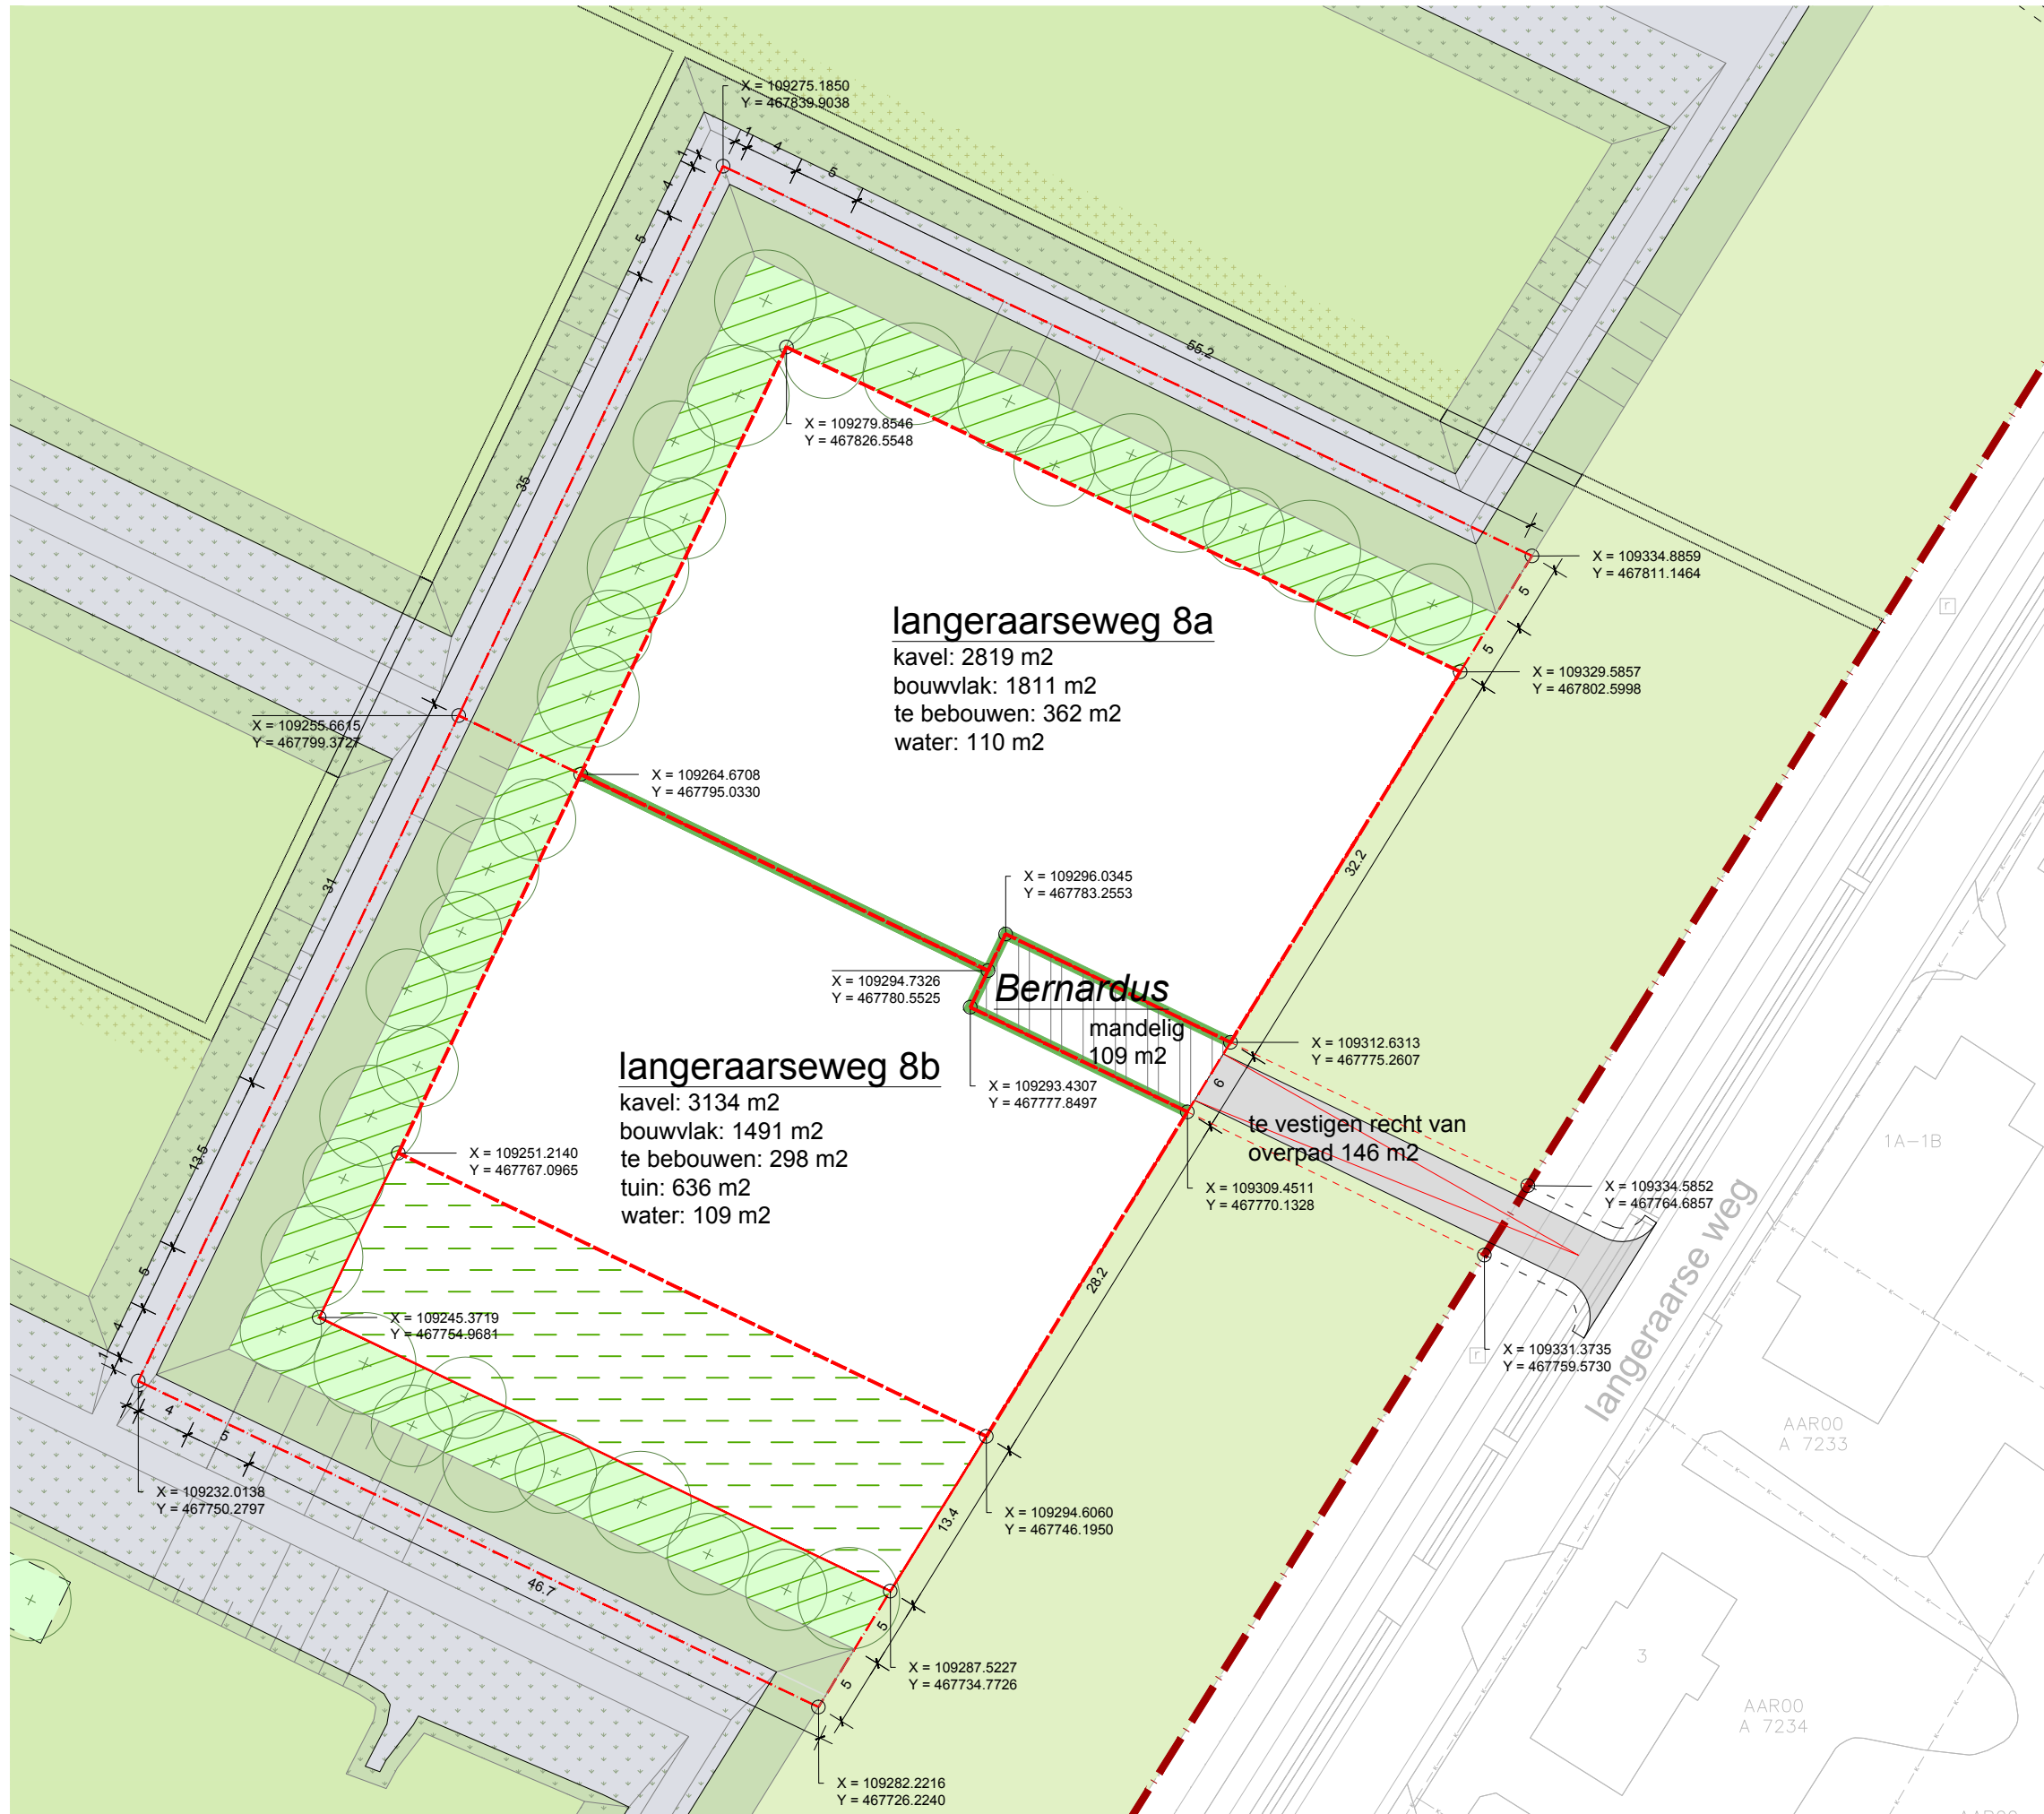 X = 109275.1850
Y = 467839.9038
1
4
5
1
4
5
55.2
X = 109279.8546
Y = 467826.5548
35
X = 109334.8859
Y = 467811.1464
5
5
r
langeraarseweg 8a
kavel: 2819 m2
bouwvlak: 1811 m2
te bebouwen: 362 m2
water: 110 m2
X = 109329.5857
Y = 467802.5998
X = 109255.6615
Y = 467799.3727
X = 109264.6708
Y = 467795.0330
32.2
31
X = 109296.0345
Y = 467783.2553
X = 109294.7326
Y = 467780.5525
Bernardus
mandelig
109 m2
X = 109312.6313
Y = 467775.2607
6
langeraarseweg 8b
kavel: 3134 m2
bouwvlak: 1491 m2
te bebouwen: 298 m2
tuin: 636 m2
water: 109 m2
X = 109293.4307
Y = 467777.8497
te vestigen recht van
overpad 146 m2
1A-1B
X = 109251.2140
Y = 467767.0965
13.5
X = 109309.4511
Y = 467770.1328
X = 109334.5852
Y = 467764.6857
langeraarse weg
28.2
5
4
1
X = 109245.3719
Y = 467754.9681
r
X = 109331.3735
Y = 467759.5730
1
4
5
AAR00
A 7233
X = 109232.0138
Y = 467750.2797
X = 109294.6060
Y = 467746.1950
13.4
46.7
5
5
X = 109287.5227
Y = 467734.7726
3
AAR00
A 7234
X = 109282.2216
Y = 467726.2240